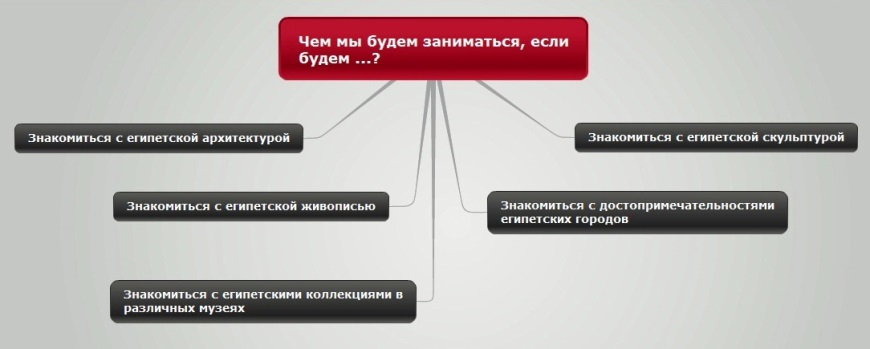 Чем мы будем заниматься, если
будем ...?
Знакомиться с египетской архитектурой
Знакомиться с египетской скульптурой
Знакомиться с египетской живописью
Знакомиться с достопримечательностями
египетских городов
Знакомиться с египетскими коллекциями в
различных музеях